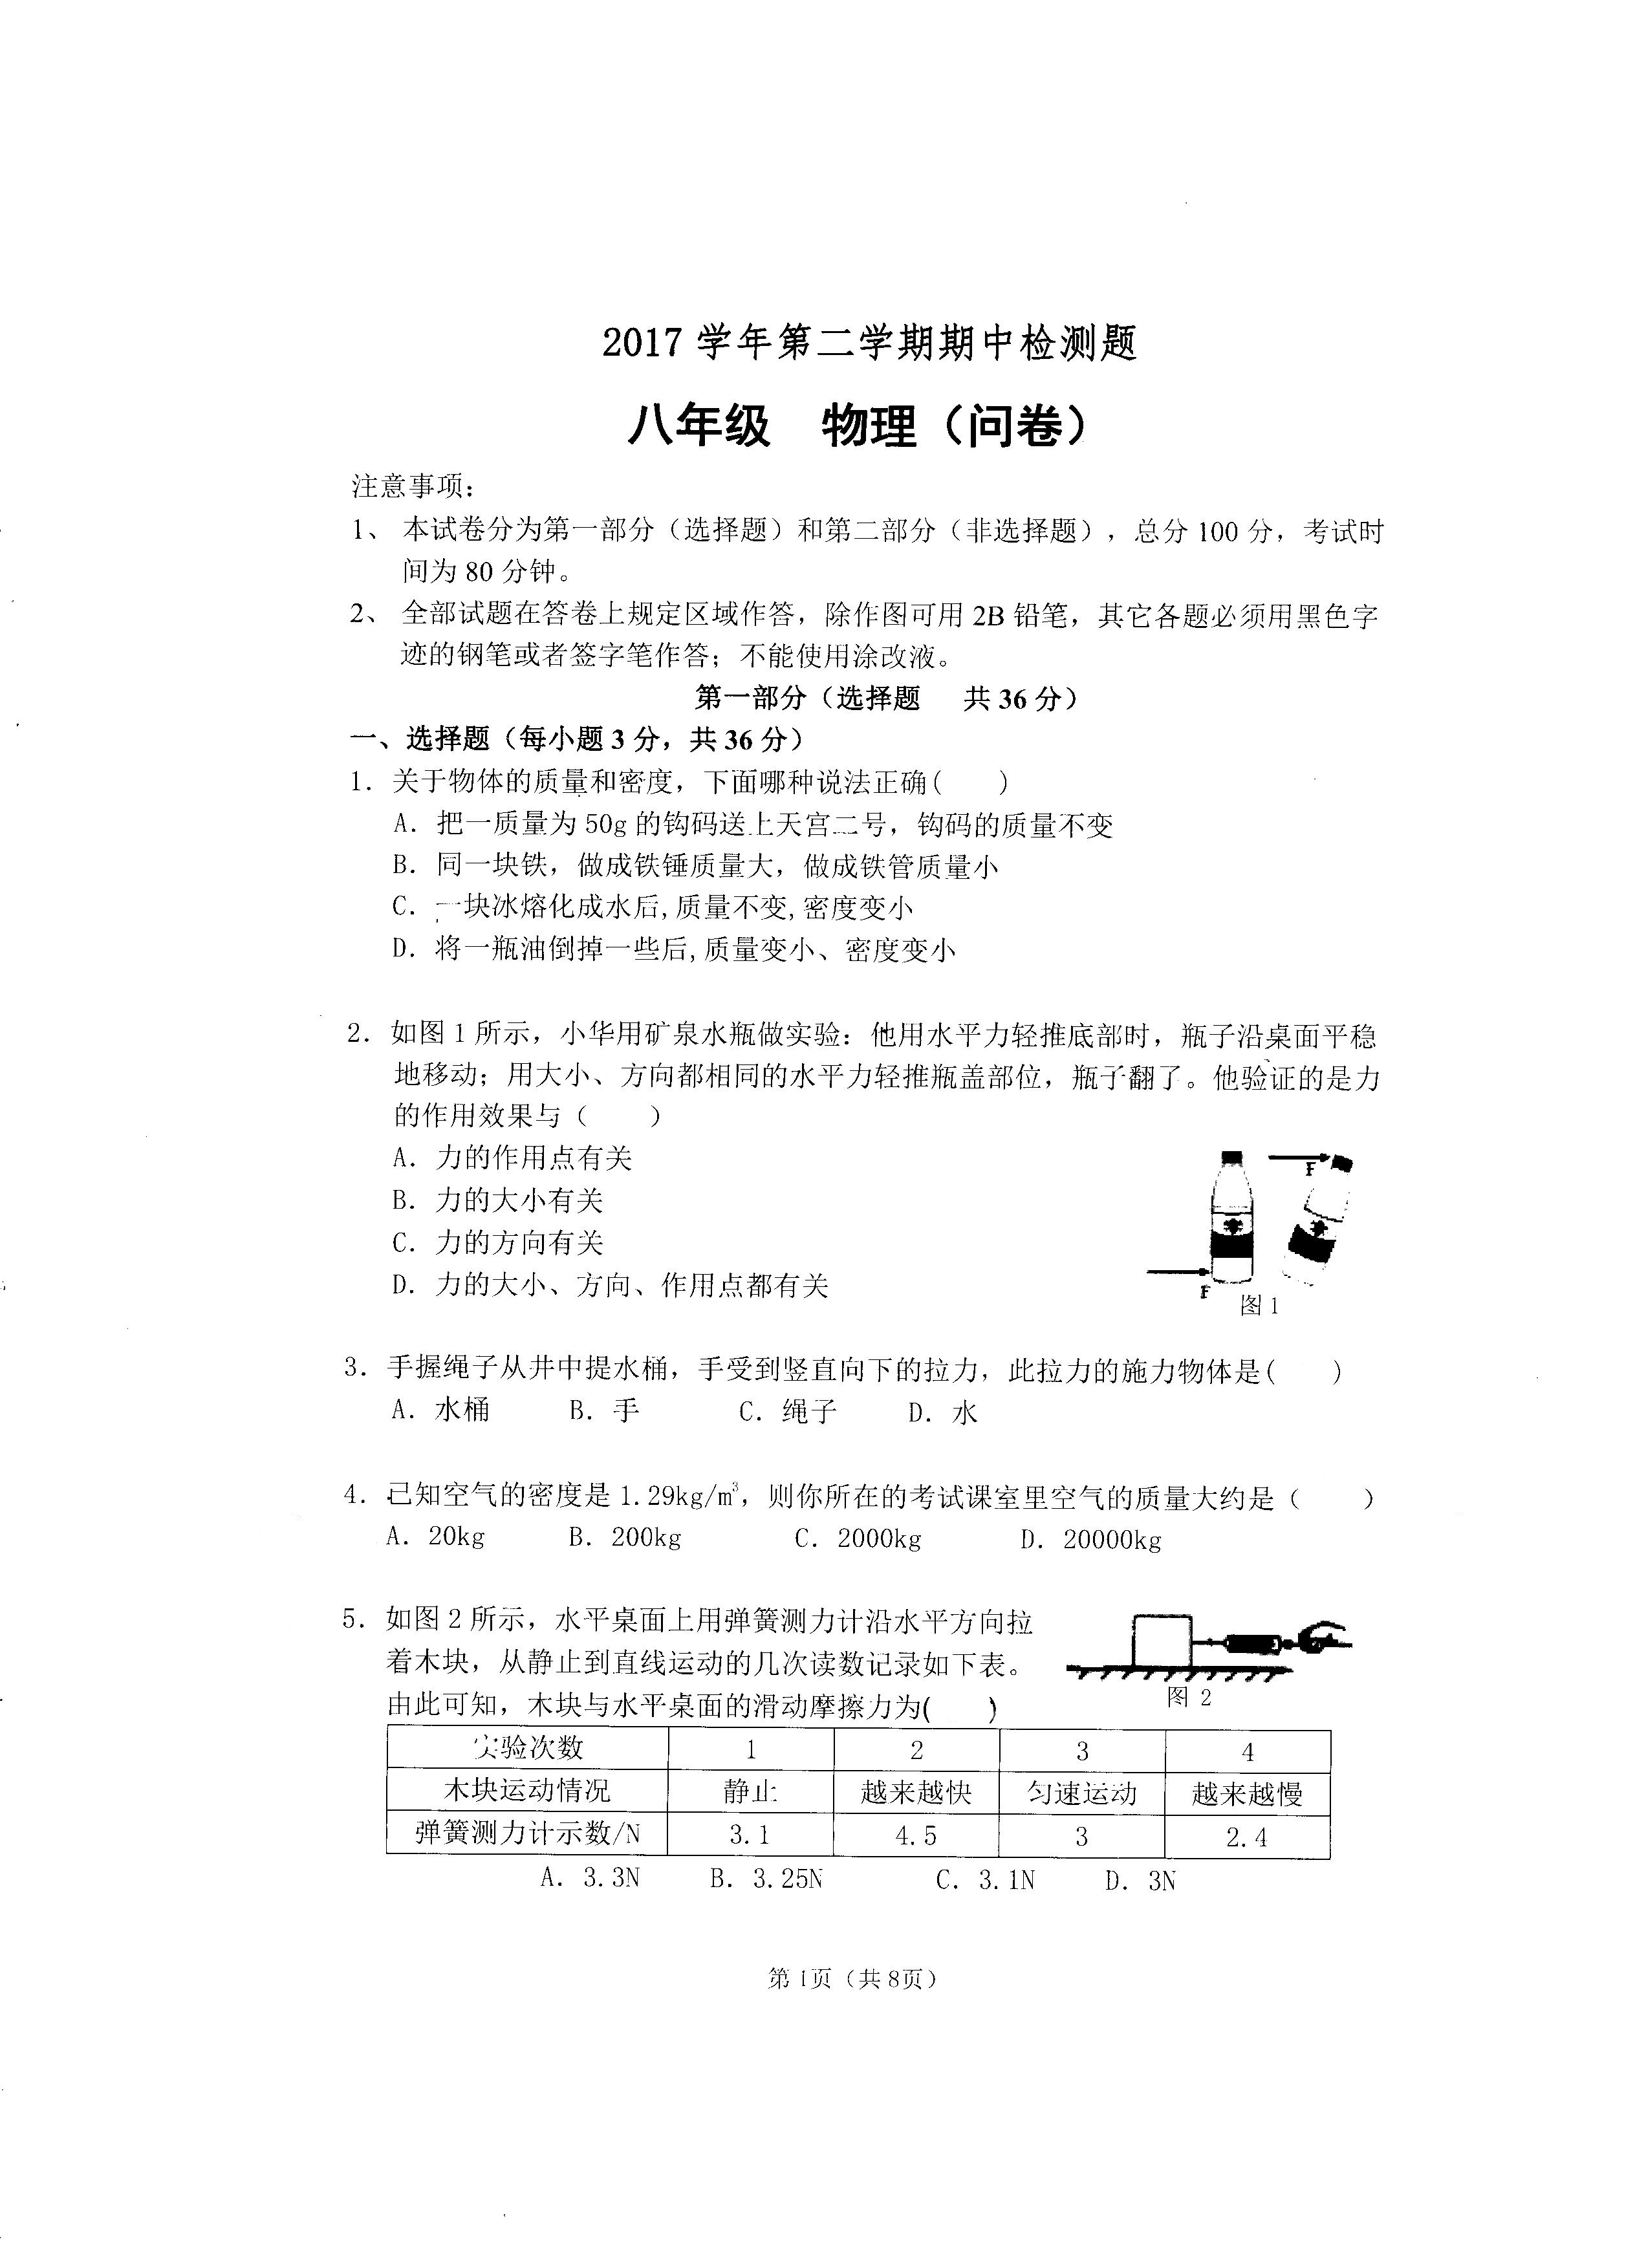 2017 学年第二学期期中检测题
八年级 物理（问卷）
注意事项：
1、 本试卷分为第一部分（选择题）和第二部分（非选择题），总分 100 分，考试时
间为 80 分钟。
2、 全部试题在答卷上规定区域作答，除作图可用 2B 铅笔，其它各题必须用黑色字
迹的钢笔或者签字笔作答；不能使用涂改液。
第一部分（选择题 共 36 分）
一、选择题（每小题 3 分，共 36 分）
1. 关于物体的质量和密度，下面哪种说法正确( )
A. 把一质量为 50g 的钩码送上天宫二号，钩码的质量不变
B. 同一块铁，做成铁锤质量大，做成铁管质量小
C. 一块冰熔化成水后,质量不变,密度变小
D. 将一瓶油倒掉一些后,质量变小、密度变小
2. 如图 1 所示，小华用矿泉水瓶做实验：他用水平力轻推底部时，瓶子沿桌面平稳
地移动；用大小、方向都相同的水平力轻推瓶盖部位，瓶子翻了。他验证的是力
的作用效果与（ ）
A. 力的作用点有关
B. 力的大小有关
C. 力的方向有关
D. 力的大小、方向、作用点都有关
F
F
图 1
3. 手握绳子从井中提水桶，手受到竖直向下的拉力，此拉力的施力物体是( )
A. 水桶 B. 手 C. 绳子 D. 水
4. 已知空气的密度是 1.29kg/m³，则你所在的考试课室里空气的质量大约是（ ）
A. 20kg B. 200kg C. 2000kg D. 20000kg
5. 如图 2 所示，水平桌面上用弹簧测力计沿水平方向拉
着木块，从静止到直线运动的几次读数记录如下表。
由此可知，木块与水平桌面的滑动摩擦力为( )
图 2
实验次数 1 2 3 4
木块运动情况 静止 越来越快 匀速运动 越来越慢
弹簧测力计示数/N 3.1 4.5 3 2.4
A. 3.3N B. 3.25N C. 3.1N D. 3N
第 1页（共 8页）